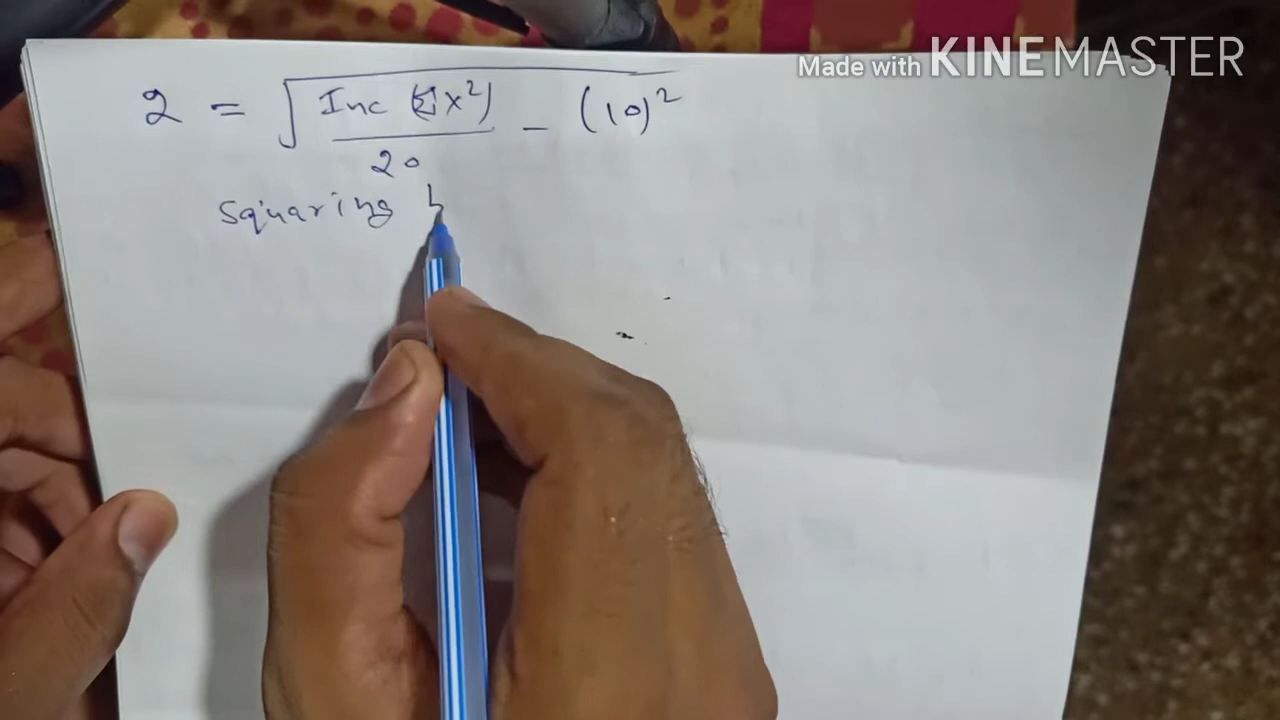 Made with KINEMASTER
2 = √ Inc (Σx²) / 20 - (10)²
squaring b